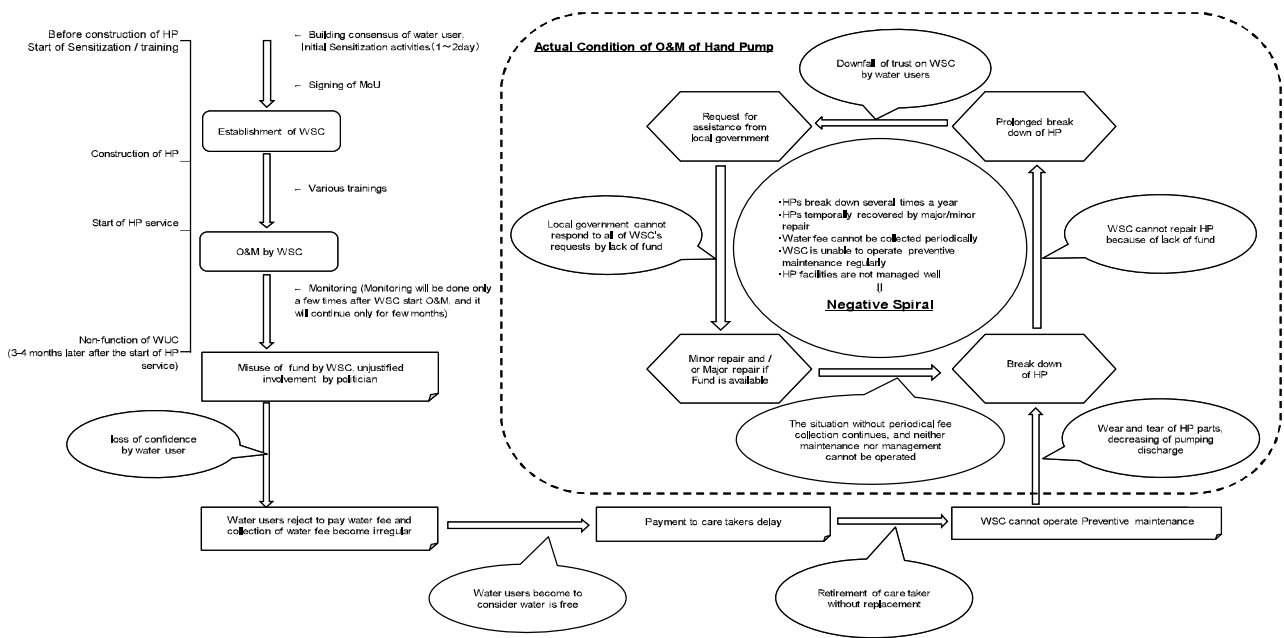 Before construction of HP
Start of Sensitization / training
Construction of HP
Start of HP service
Non-function of WUC
(3-4 months later after the start of HP
service)
← Building consensus of water user,
Initial Sensitization activities(1～2day)
← Signing of MoU
Establishment of WSC
← Various trainings
O&M by WSC
← Monitoring (Monitoring will be done only
a few times after WSC start O&M, and it
will continue only for few months)
Misuse of fund by WSC, unjustified
involvement by politician
loss of confidence
by water user
Water users reject to pay water fee and
collection of water fee become irregular
Water users become to
consider water is free
Payment to care takers delay
Retirement of care taker
without replacement
WSC cannot operate Preventive maintenance
Wear and tear of HP parts,
decreasing of pumping
discharge
Actual Condition of O&M of Hand Pump
Downfall of trust on WSC
by water users
Request for
assistance from
local government
Prolonged break
down of HP
Local government cannot
respond to all of WSC's
requests by lack of fund
・HPs break down several times a year
・HPs temporally recovered by major/minor
repair
・Water fee cannot be collected periodically
・WSC is unable to operate preventive
maintenance regularly
・HP facilities are not managed well
⇓
Negative Spiral
WSC cannot repair HP
because of lack of fund
Minor repair and /
or Major repair if
Fund is available
Break down
of HP
The situation without periodical fee
collection continues, and neither
maintenance nor management
cannot be operated